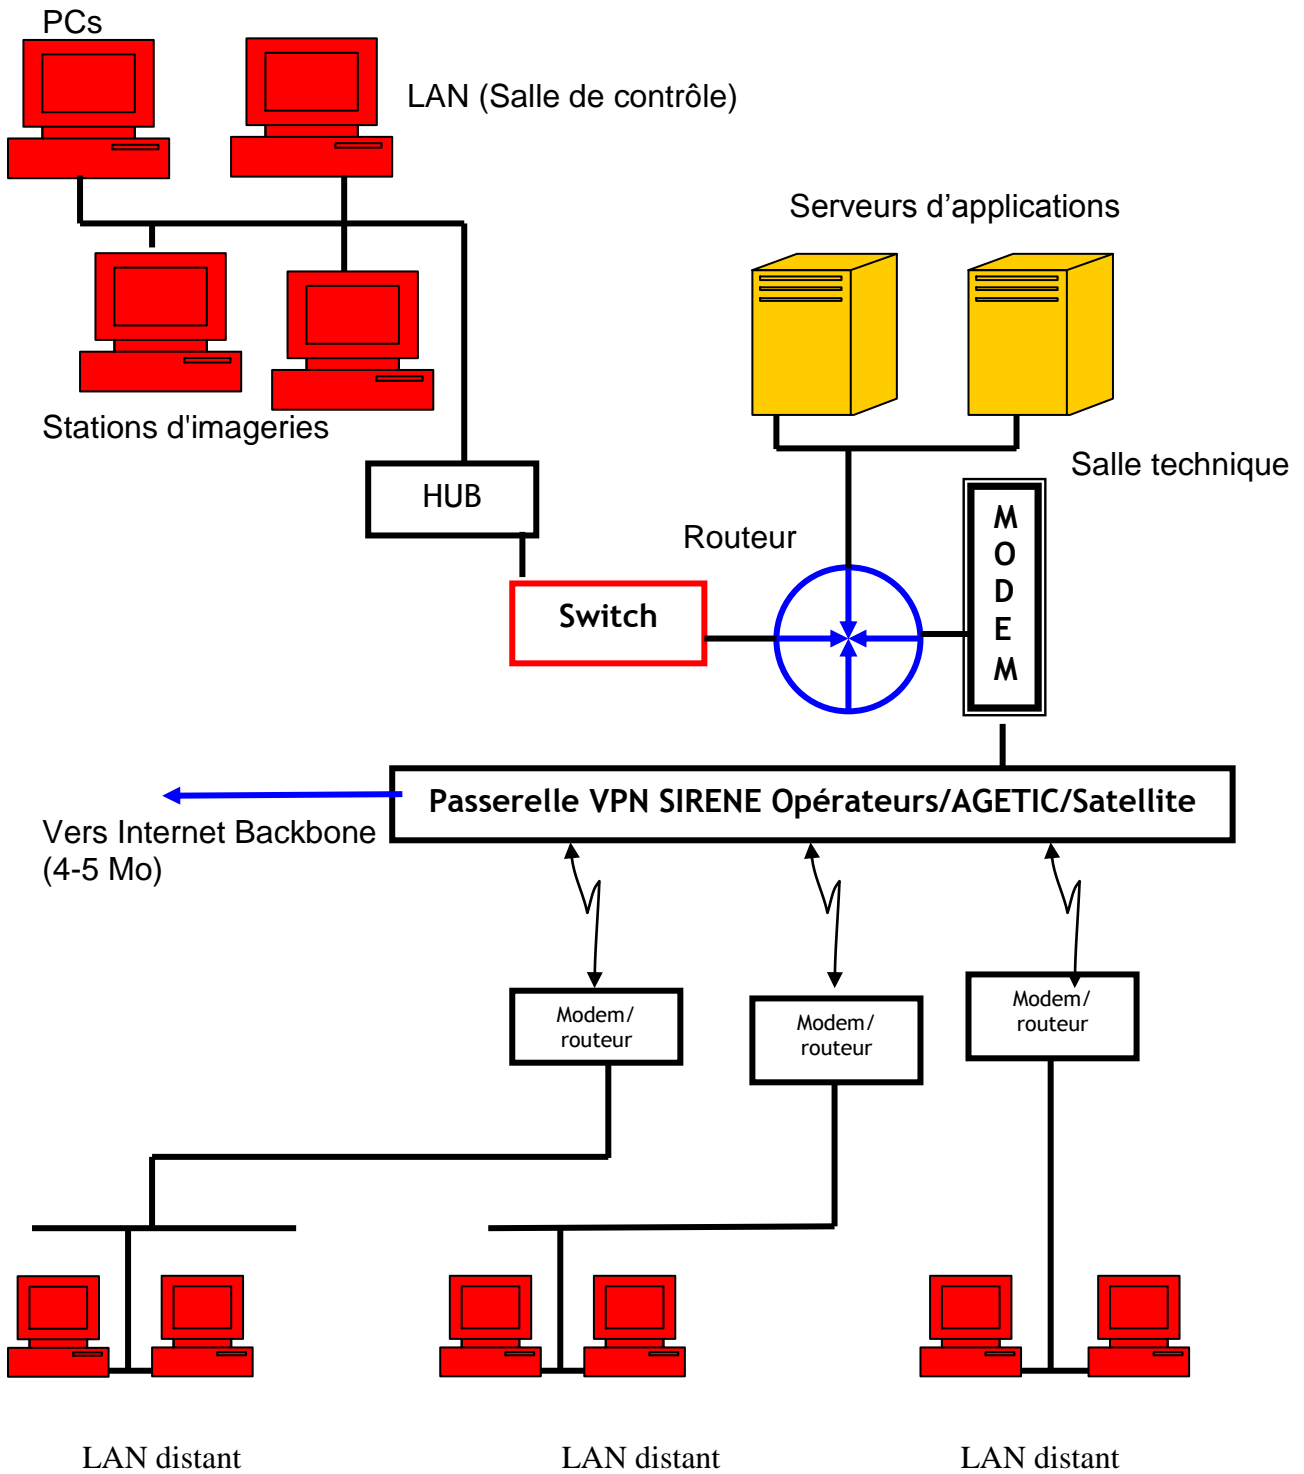 PCs
LAN (Salle de contrôle)
Serveurs d’applications
Stations d'imageries
Salle technique
HUB
Routeur
M
O
D
E
M
Switch
Passerelle VPN SIRENE Opérateurs/AGETIC/Satellite
Vers Internet Backbone
(4-5 Mo)
Modem/
routeur
Modem/
routeur
Modem/
routeur
LAN distant
LAN distant
LAN distant